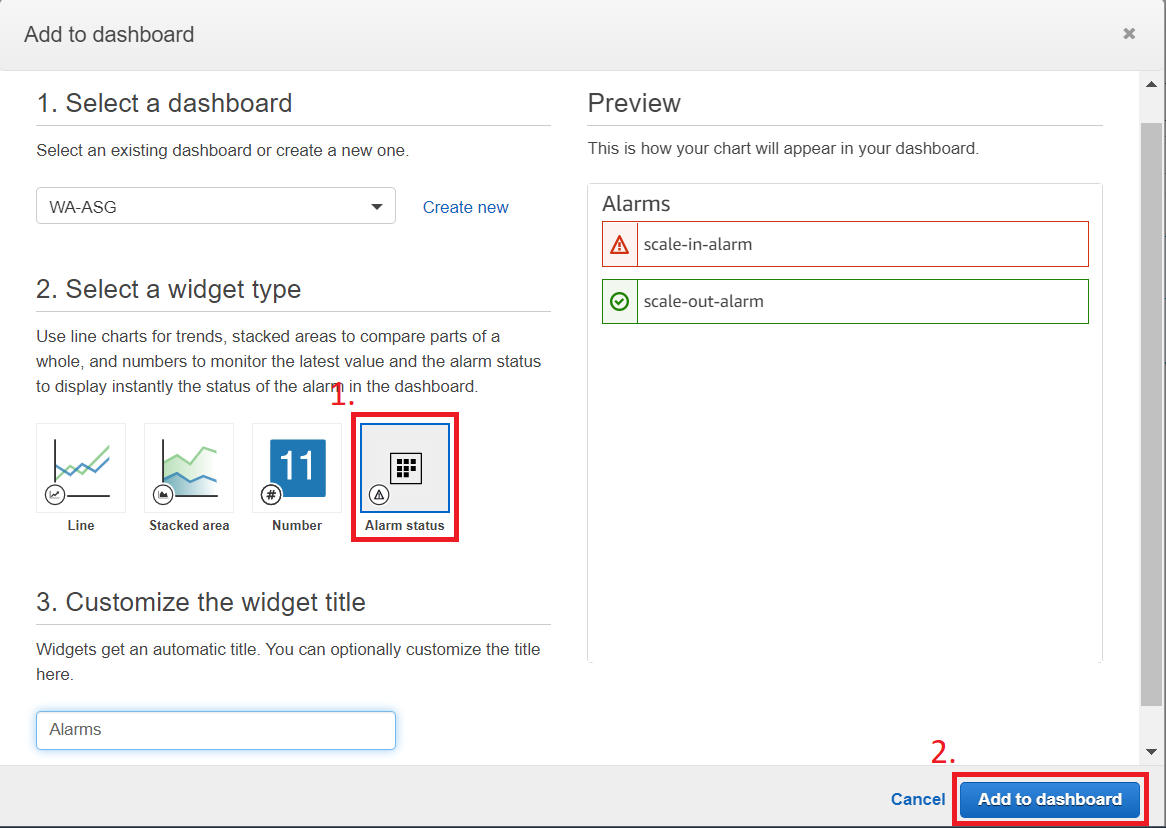 Add to dashboard
×
1. Select a dashboard
Select an existing dashboard or create a new one.
WA-ASG
Create new
2. Select a widget type
Use line charts for trends, stacked areas to compare parts of a
whole, and numbers to monitor the latest value and the alarm status
to display instantly the status of the alarm in the dashboard.
1.
11
#
Line
Stacked area
Number
Alarm status
3. Customize the widget title
Widgets get an automatic title. You can optionally customize the title
here.
Alarms
Preview
This is how your chart will appear in your dashboard.
Alarms
scale-in-alarm
scale-out-alarm
2.
Cancel
Add to dashboard